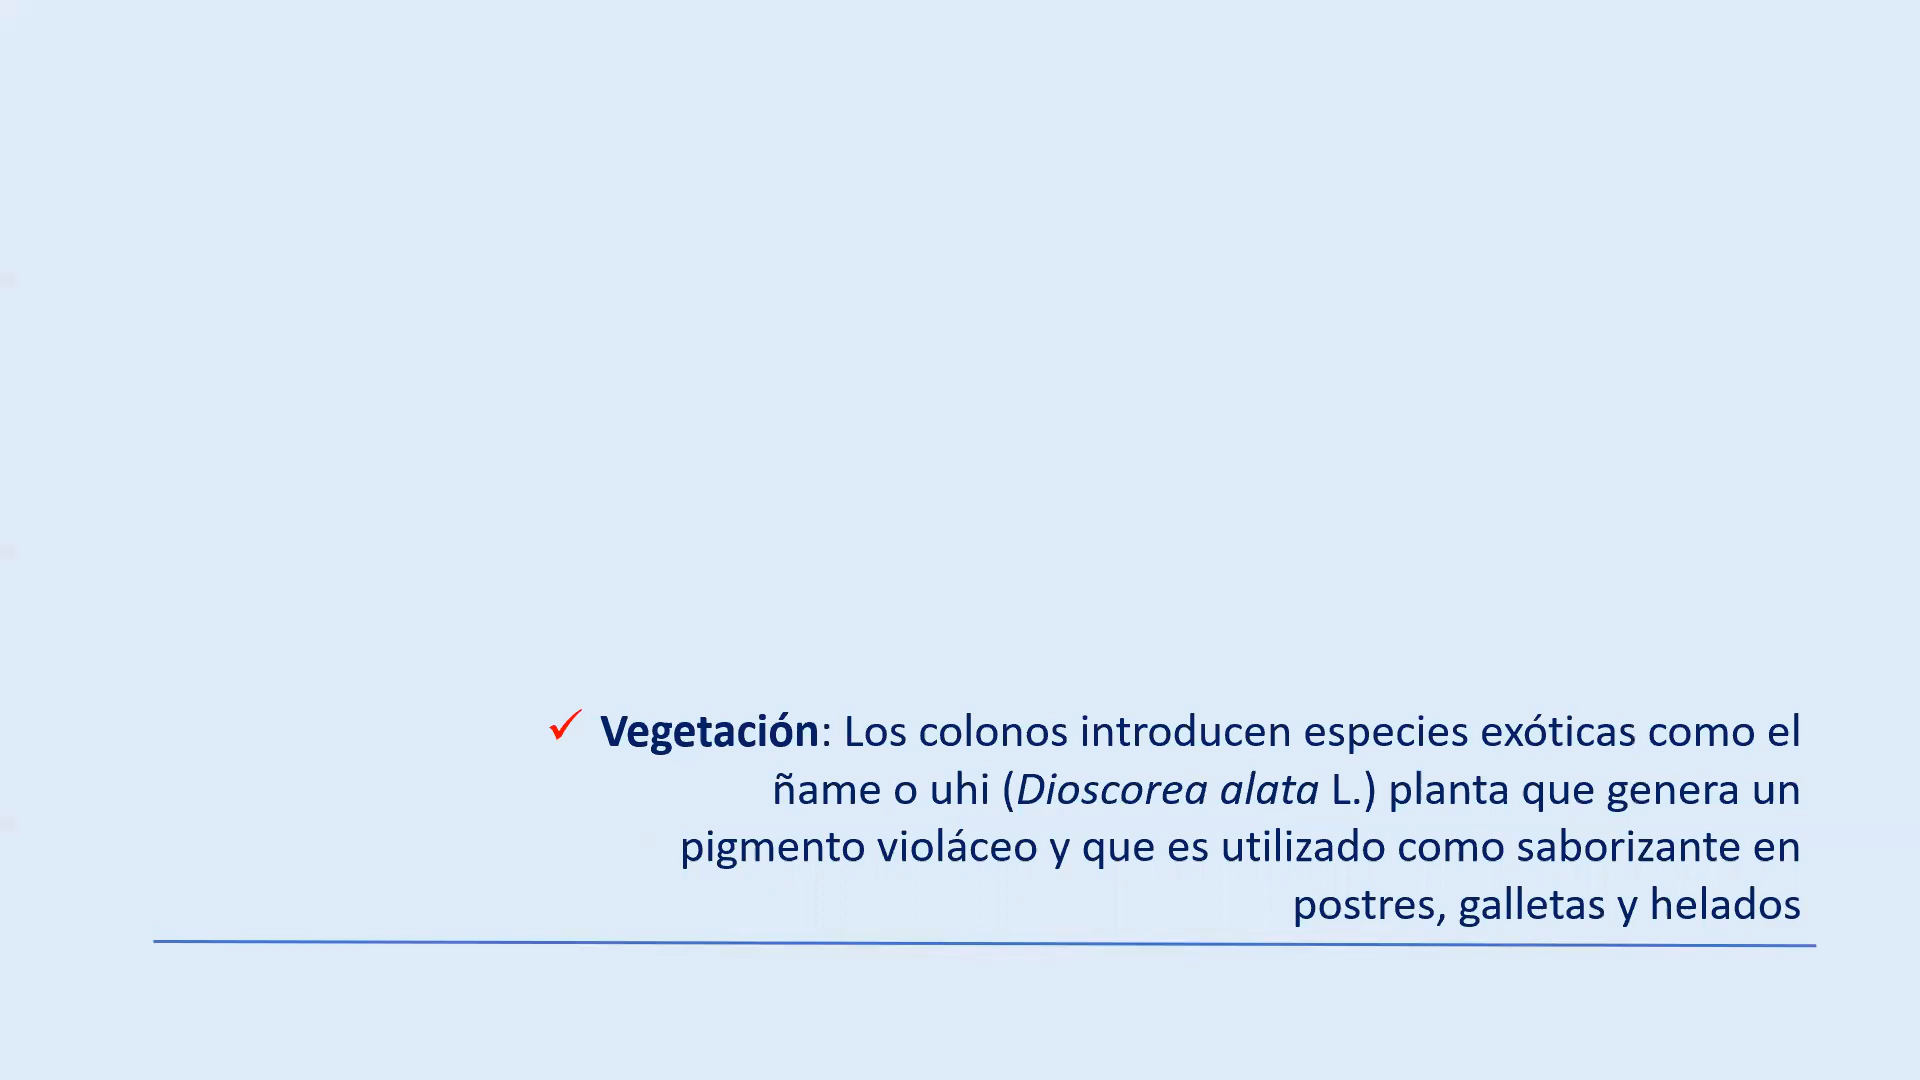 ✓ Vegetación: Los colonos introducen especies exóticas como el
ñame o uhi (Dioscorea alata L.) planta que genera un
pigmento violáceo y que es utilizado como saborizante en
postres, galletas y helados